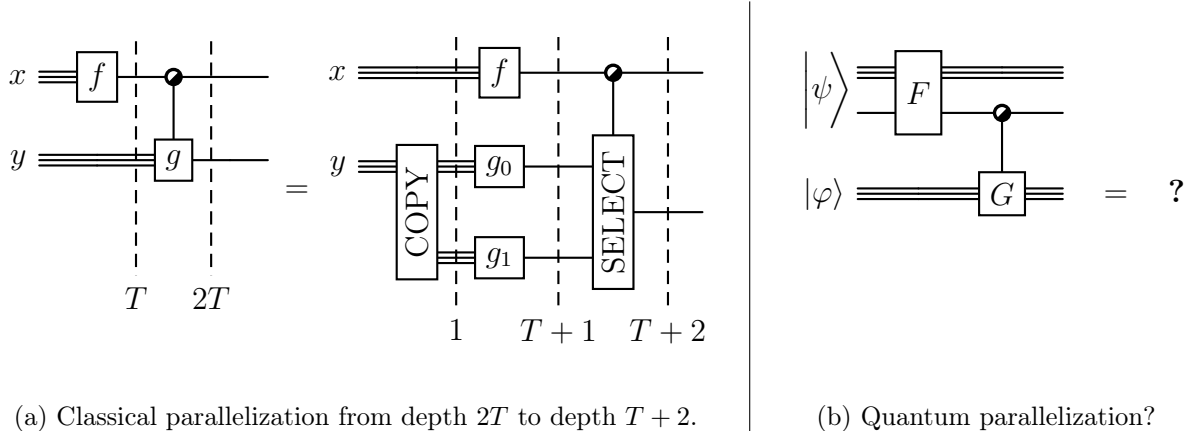 x f
y g
T 2T
=
x f
y COPY g₀ SELECT
g₁
1 T + 1 T + 2
|ψ⟩ F
|φ⟩ G = ?
(a) Classical parallelization from depth 2T to depth T + 2.
(b) Quantum parallelization?